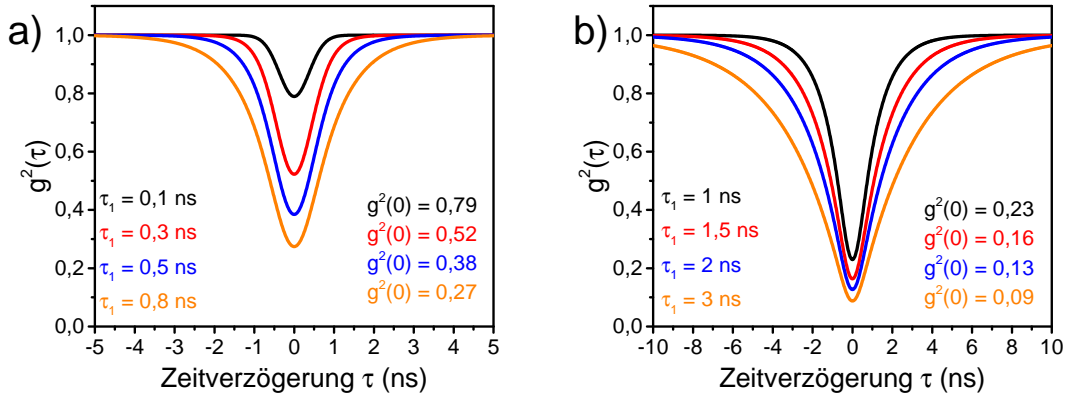 a)
g²(τ)
1,0
0,8
0,6
0,4
0,2
0,0
τ₁ = 0,1 ns
τ₁ = 0,3 ns
τ₁ = 0,5 ns
τ₁ = 0,8 ns
g²(0) = 0,79
g²(0) = 0,52
g²(0) = 0,38
g²(0) = 0,27
-5 -4 -3 -2 -1 0 1 2 3 4 5
Zeitverzögerung τ (ns)
b)
g²(τ)
1,0
0,8
0,6
0,4
0,2
0,0
τ₁ = 1 ns
τ₁ = 1,5 ns
τ₁ = 2 ns
τ₁ = 3 ns
g²(0) = 0,23
g²(0) = 0,16
g²(0) = 0,13
g²(0) = 0,09
-10 -8 -6 -4 -2 0 2 4 6 8 10
Zeitverzögerung τ (ns)